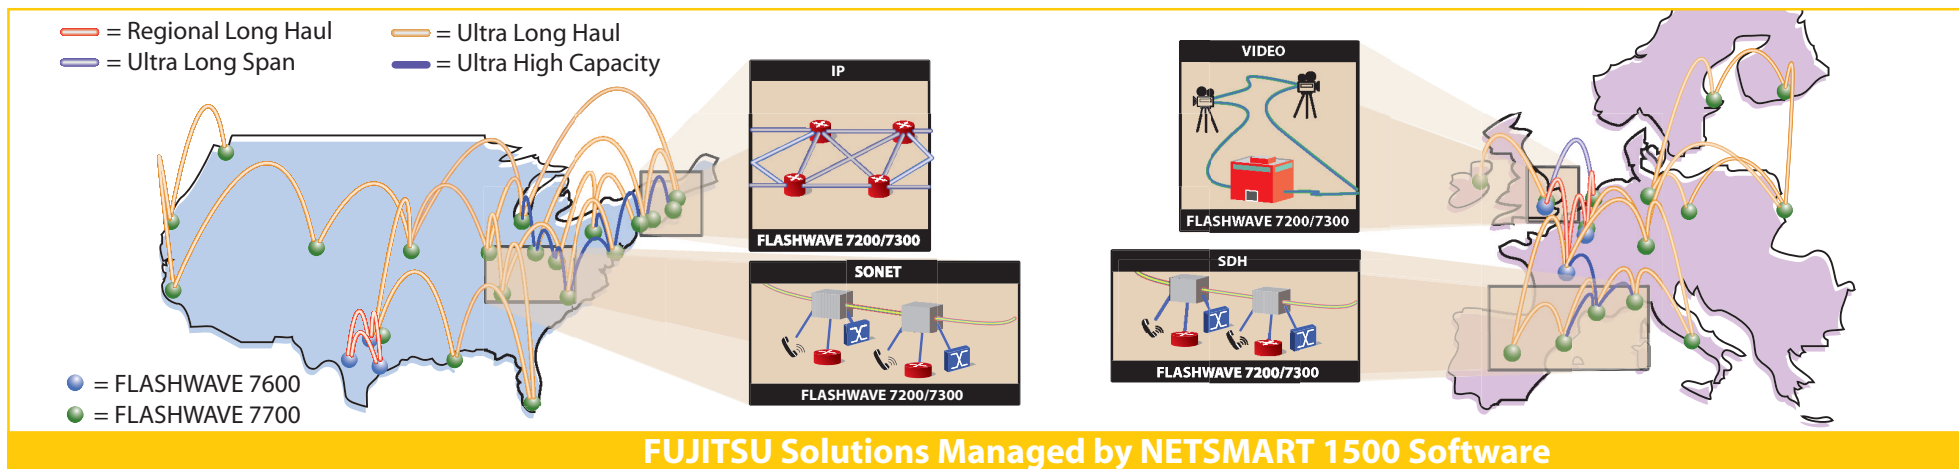 = Regional Long Haul
= Ultra Long Haul
= Ultra Long Span
= Ultra High Capacity
IP
FLASHWAVE 7200/7300
SONET
FLASHWAVE 7200/7300
= FLASHWAVE 7600
= FLASHWAVE 7700
VIDEO
FLASHWAVE 7200/7300
SDH
FLASHWAVE 7200/7300
FUJITSU Solutions Managed by NETSMART 1500 Software